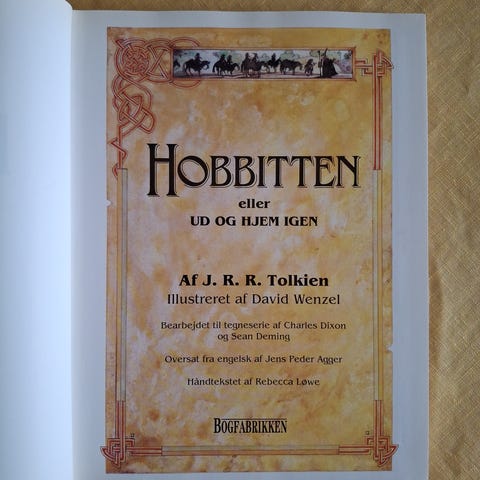 HOBBITTEN
eller
UD OG HJEM IGEN
Af J. R. R. Tolkien
Illustreret af David Wenzel
Bearbejdet til tegneserie af Charles Dixon
og Sean Deming
Oversat fra engelsk af Jens Peder Agger
Håndtekstet af Rebecca Løwe
BOGFABRIKKEN